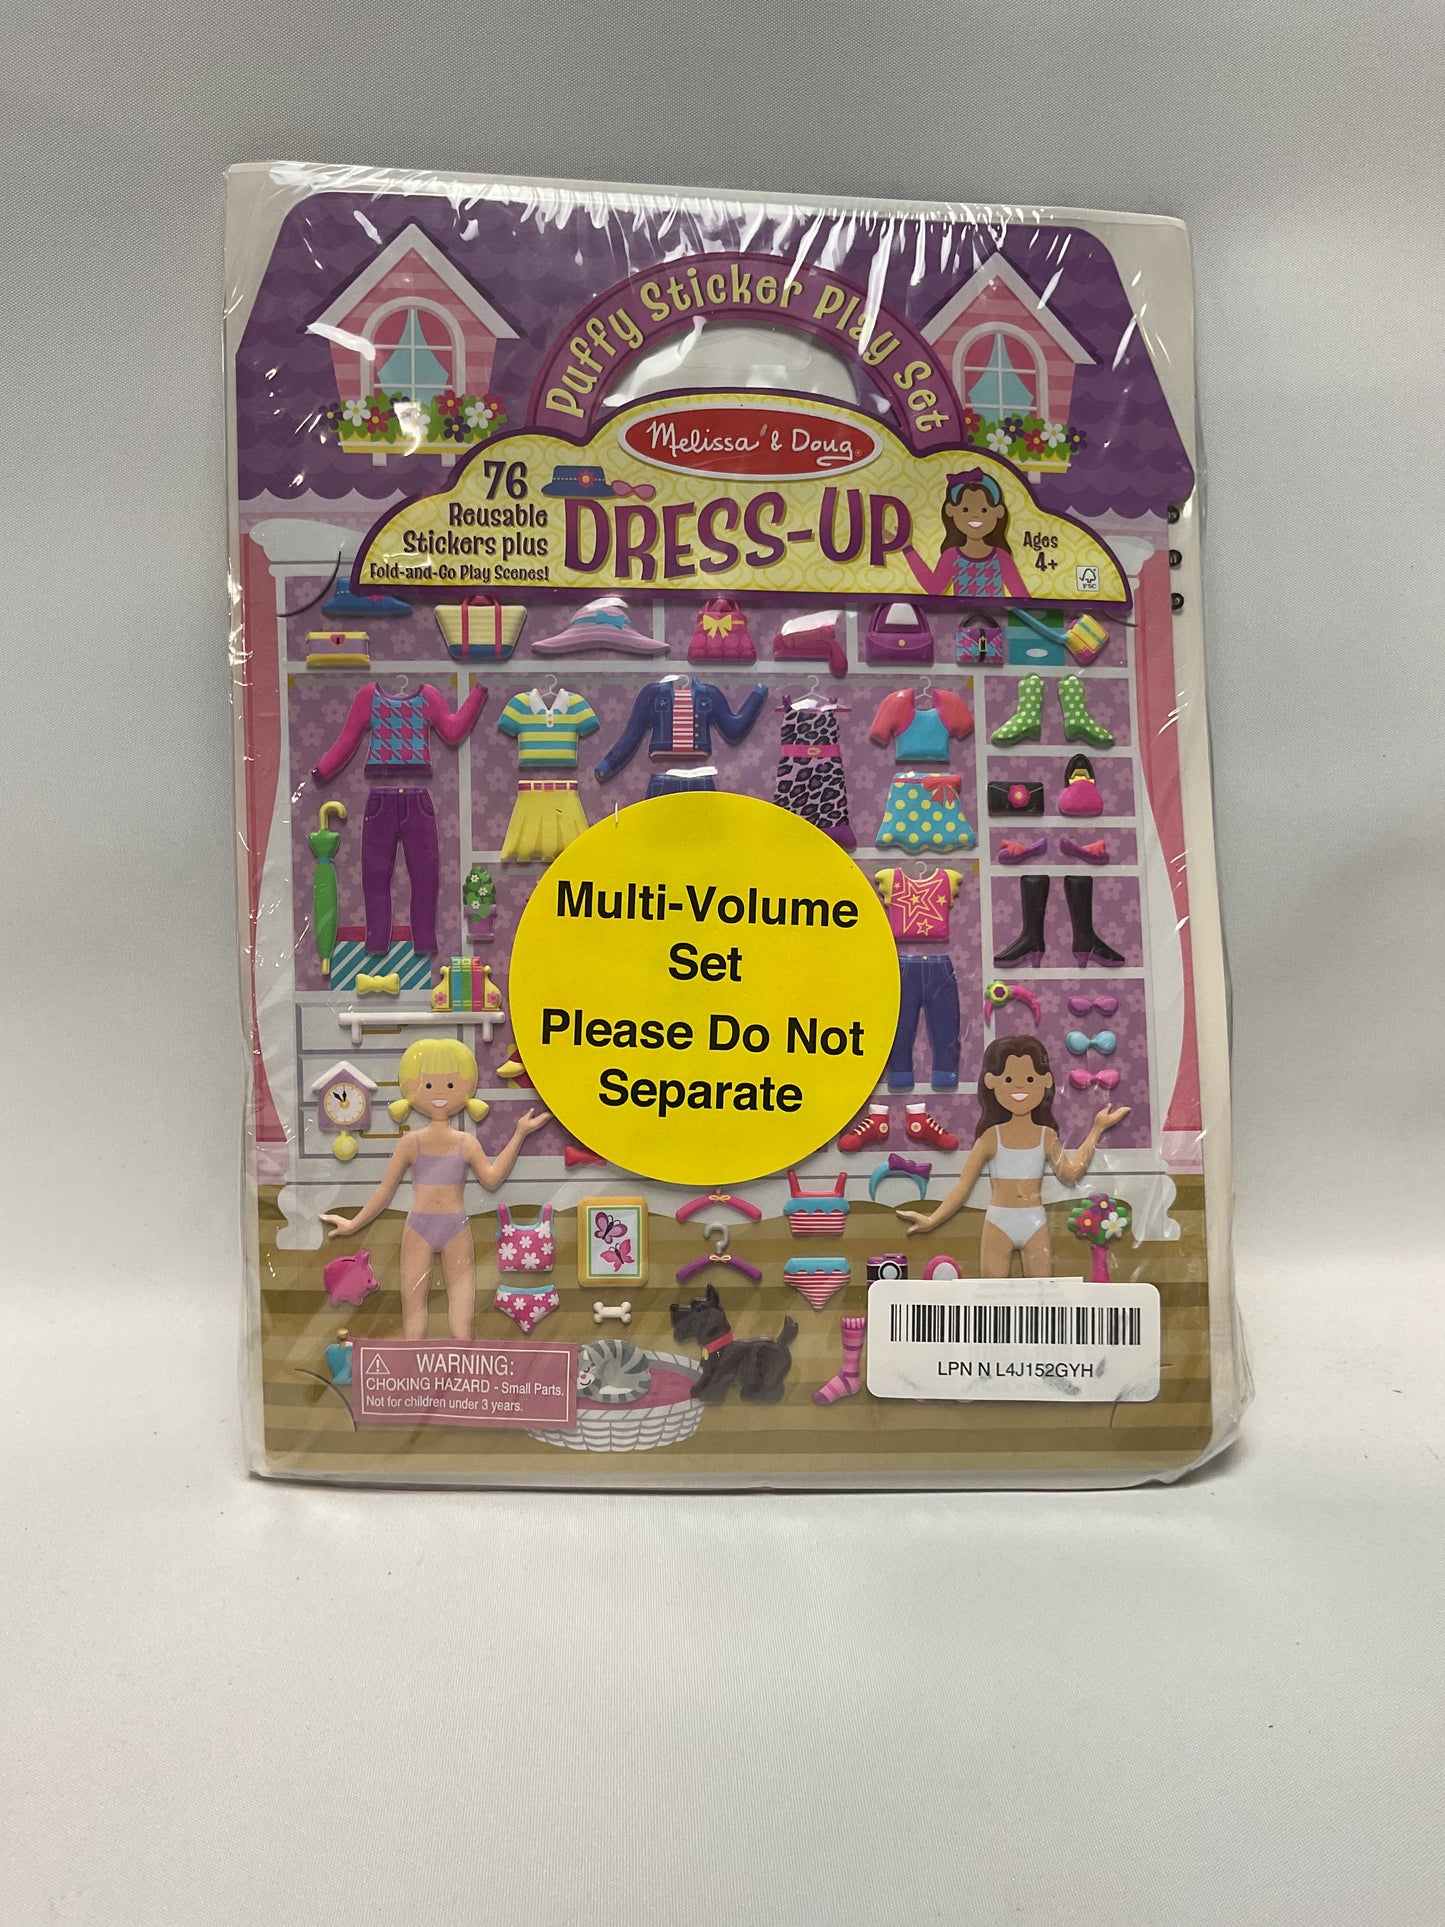 Puffy Sticker Play Set
Melissa & Doug
76
Reusable
Stickers plus
Fold-and-Go Play Scenes!
DRESS-UP
Ages
4+
FSC
Multi-Volume
Set
Please Do Not
Separate
WARNING:
CHOKING HAZARD - Small Parts.
Not for children under 3 years.
LPN N L4J152GYH